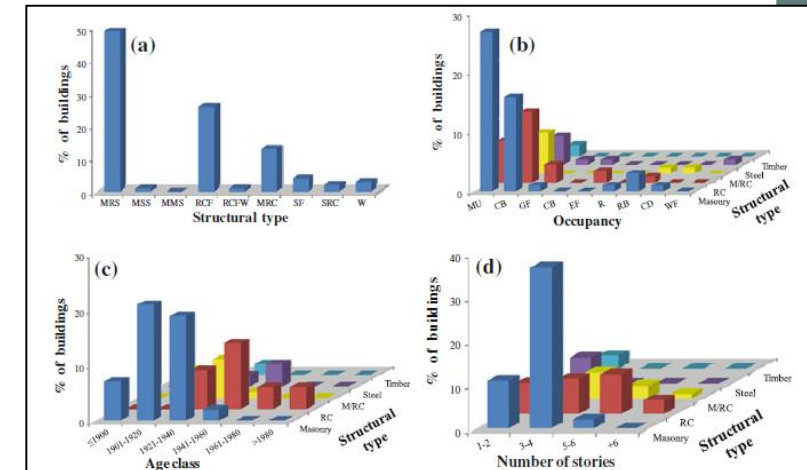 (a)
% of buildings
50
40
30
20
10
0
MRS MSS MMS RCF RCF-W MRC SF SRC W
Structural type
(b)
% of buildings
30
20
10
0
MU CB GF CB EF R RB CD WF
Occupancy
Masonry
RC
M/RC
Steel
Timber
Structural
type
(c)
% of buildings
30
20
10
0
≤1900 1901-1920 1921-1940 1941-1960 1961-1980 >1980
Age class
Masonry
RC
M/RC
Steel
Timber
Structural
type
(d)
% of buildings
40
30
20
10
0
1-2 3-4 5-6 +6
Number of stories
Masonry
RC
M/RC
Steel
Timber
Structural
type